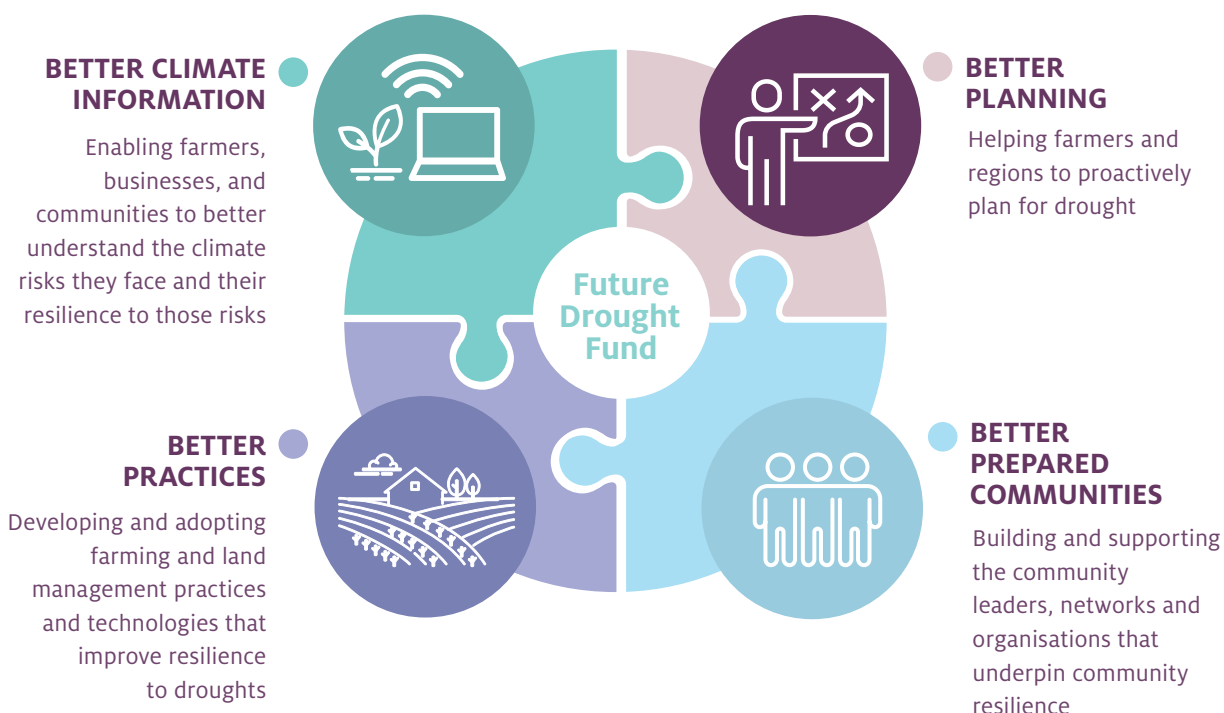 BETTER CLIMATE
INFORMATION
Enabling farmers,
businesses, and
communities to better
understand the climate
risks they face and their
resilience to those risks
BETTER
PLANNING
Helping farmers and
regions to proactively
plan for drought
Future
Drought
Fund
BETTER
PRACTICES
Developing and adopting
farming and land
management practices
and technologies that
improve resilience
to droughts
BETTER
PREPARED
COMMUNITIES
Building and supporting
the community
leaders, networks and
organisations that
underpin community
resilience